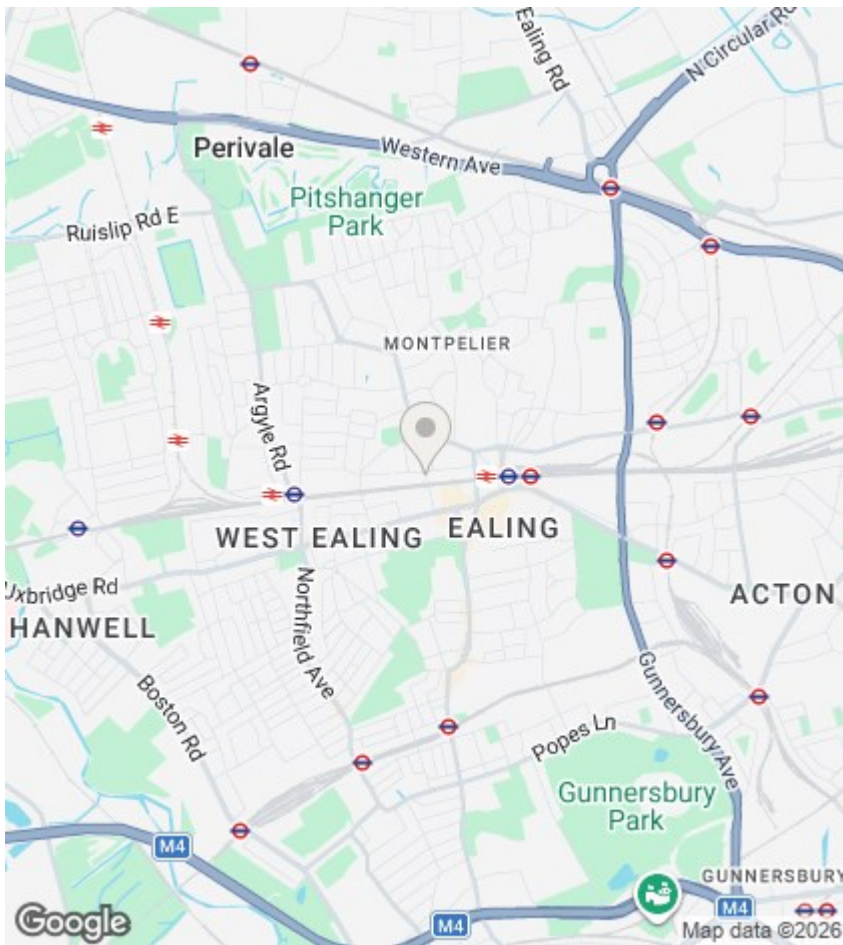 Ealing Rd
N Circular Rd
Perivale
Western Ave
Pitshanger
Park
Ruislip Rd E
MONTPELIER
Argyle Rd
WEST EALING
EALING
Uxbridge Rd
ACTON
HANWELL
Northfield Ave
Boston Rd
Gunnersbury Ave
Popes Ln
Gunnersbury
Park
M4
GUNNERSBURY
M4
M4
Google
Map data ©2026